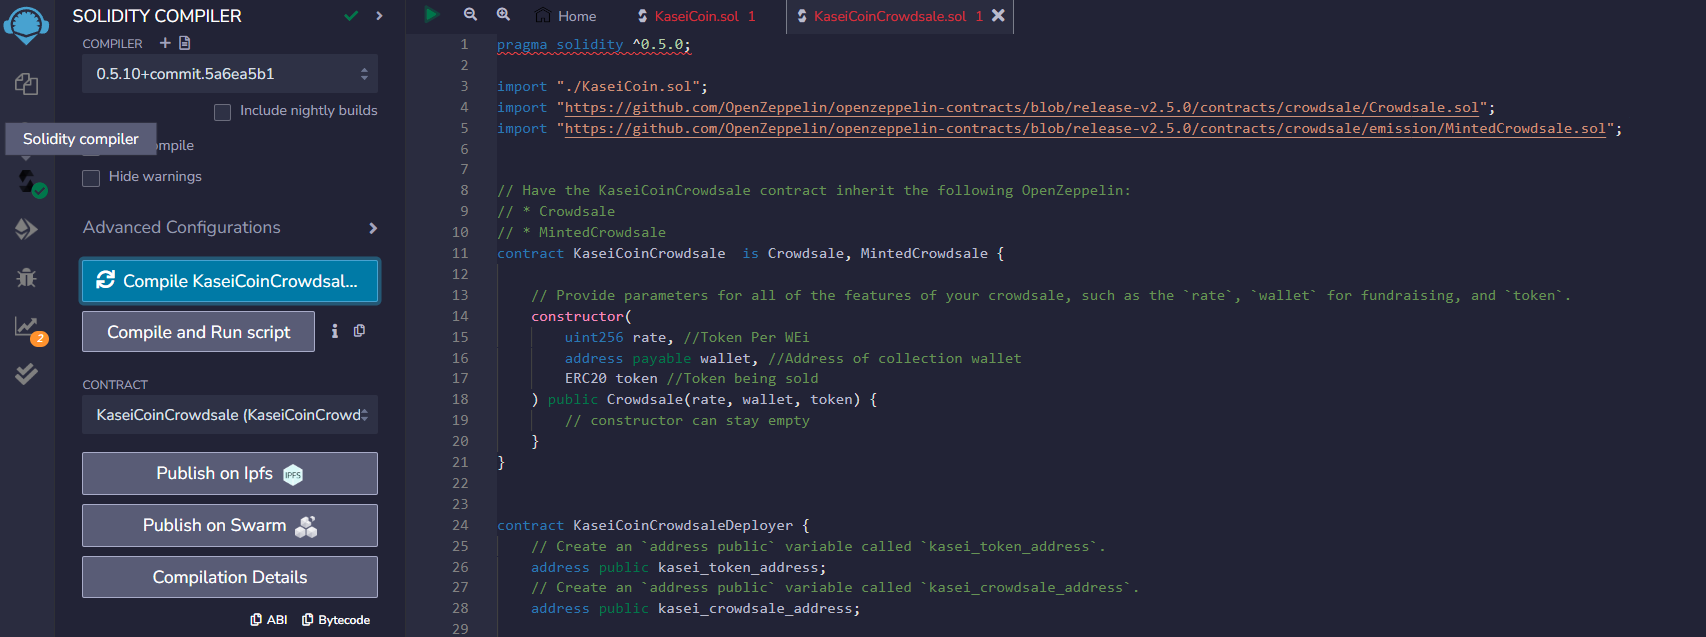 SOLIDITY COMPILER
COMPILER
0.5.10+commit.5a6ea5b1
Include nightly builds
Solidity compiler
mpile
Hide warnings
Advanced Configurations
Compile KaseiCoinCrowdsal...
Compile and Run script
2
CONTRACT
KaseiCoinCrowdsale (KaseiCoinCrowd
Publish on Ipfs
IPFS
Publish on Swarm
Compilation Details
ABI
Bytecode
Home
KaseiCoin.sol 1
KaseiCoinCrowdsale.sol 1
1 pragma solidity ^0.5.0;
2
3 import "./KaseiCoin.sol";
4 import "https://github.com/OpenZeppelin/openzeppelin-contracts/blob/release-v2.5.0/contracts/crowdsale/Crowdsale.sol";
5 import "https://github.com/OpenZeppelin/openzeppelin-contracts/blob/release-v2.5.0/contracts/crowdsale/emission/MintedCrowdsale.sol";
6
7
8 // Have the KaseiCoinCrowdsale contract inherit the following OpenZeppelin:
9 // * Crowdsale
10 // * MintedCrowdsale
11 contract KaseiCoinCrowdsale  is Crowdsale, MintedCrowdsale {
12
13     // Provide parameters for all of the features of your crowdsale, such as the `rate`, `wallet` for fundraising, and `token`.
14     constructor(
15         uint256 rate, //Token Per WEi
16         address payable wallet, //Address of collection wallet
17         ERC20 token //Token being sold
18     ) public Crowdsale(rate, wallet, token) {
19         // constructor can stay empty
20     }
21 }
22
23
24 contract KaseiCoinCrowdsaleDeployer {
25     // Create an `address public` variable called `kasei_token_address`.
26     address public kasei_token_address;
27     // Create an `address public` variable called `kasei_crowdsale_address`.
28     address public kasei_crowdsale_address;
29